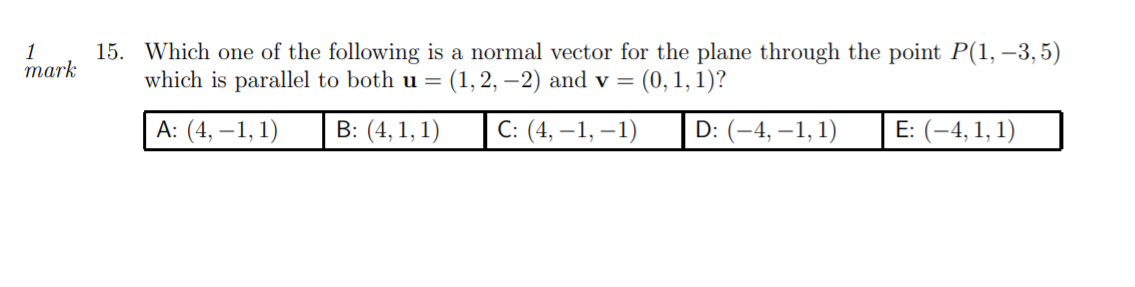 1 mark
15. Which one of the following is a normal vector for the plane through the point P(1, −3, 5)
which is parallel to both u = (1, 2, −2) and v = (0, 1, 1)?
A: (4, −1, 1) B: (4, 1, 1) C: (4, −1, −1) D: (−4, −1, 1) E: (−4, 1, 1)